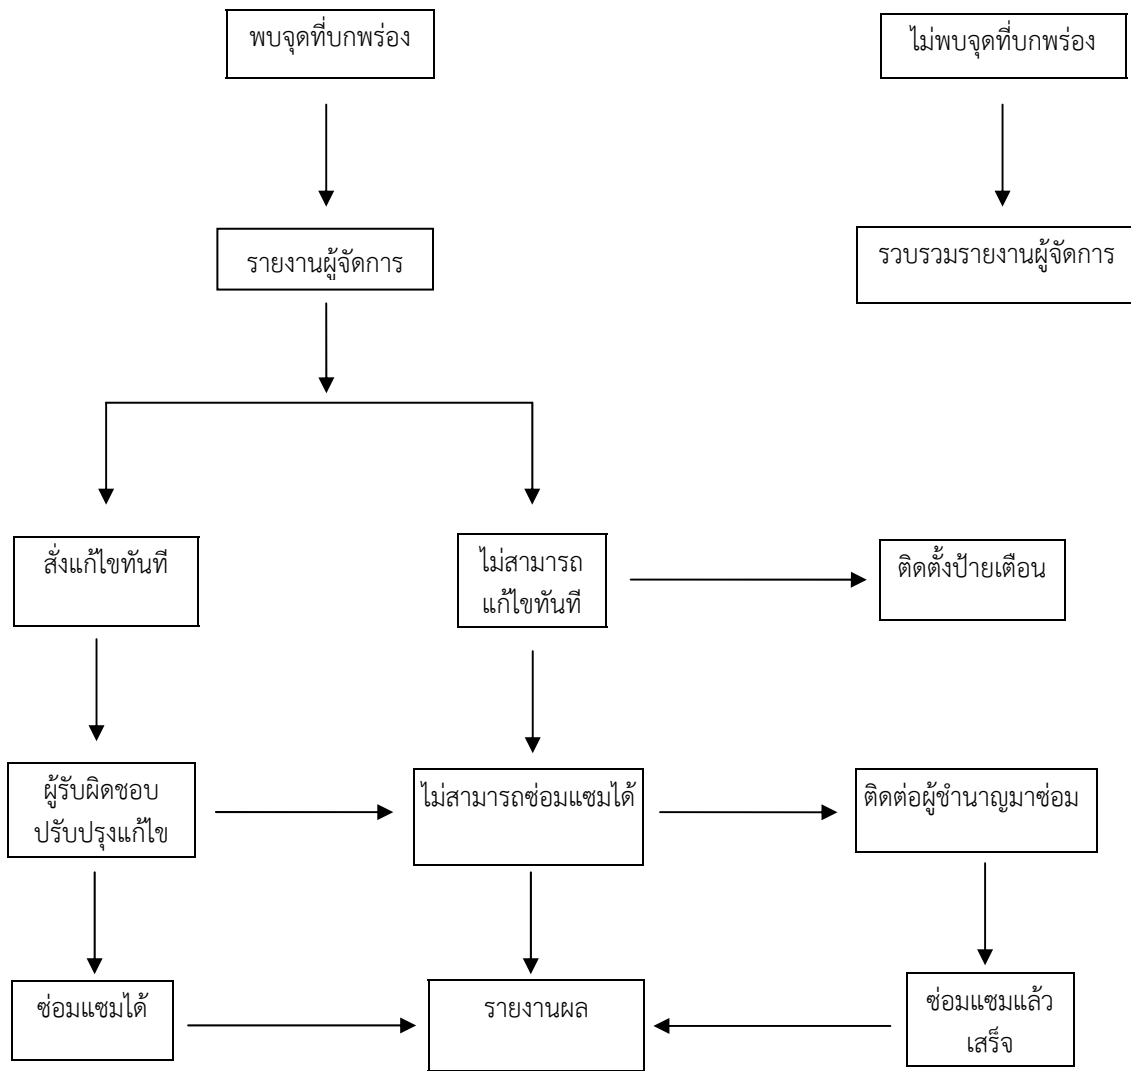 พบจุดที่บกพร่อง
ไม่พบจุดที่บกพร่อง
รายงานผู้จัดการ
รวบรวมรายงานผู้จัดการ
สั่งแก้ไขทันที
ไม่สามารถ
แก้ไขทันที
ติดตั้งป้ายเตือน
ผู้รับผิดชอบ
ปรับปรุงแก้ไข
ไม่สามารถซ่อมแซมได้
ติดต่อผู้ชำนาญมาซ่อม
ซ่อมแซมได้
รายงานผล
ซ่อมแซมแล้ว
เสร็จ